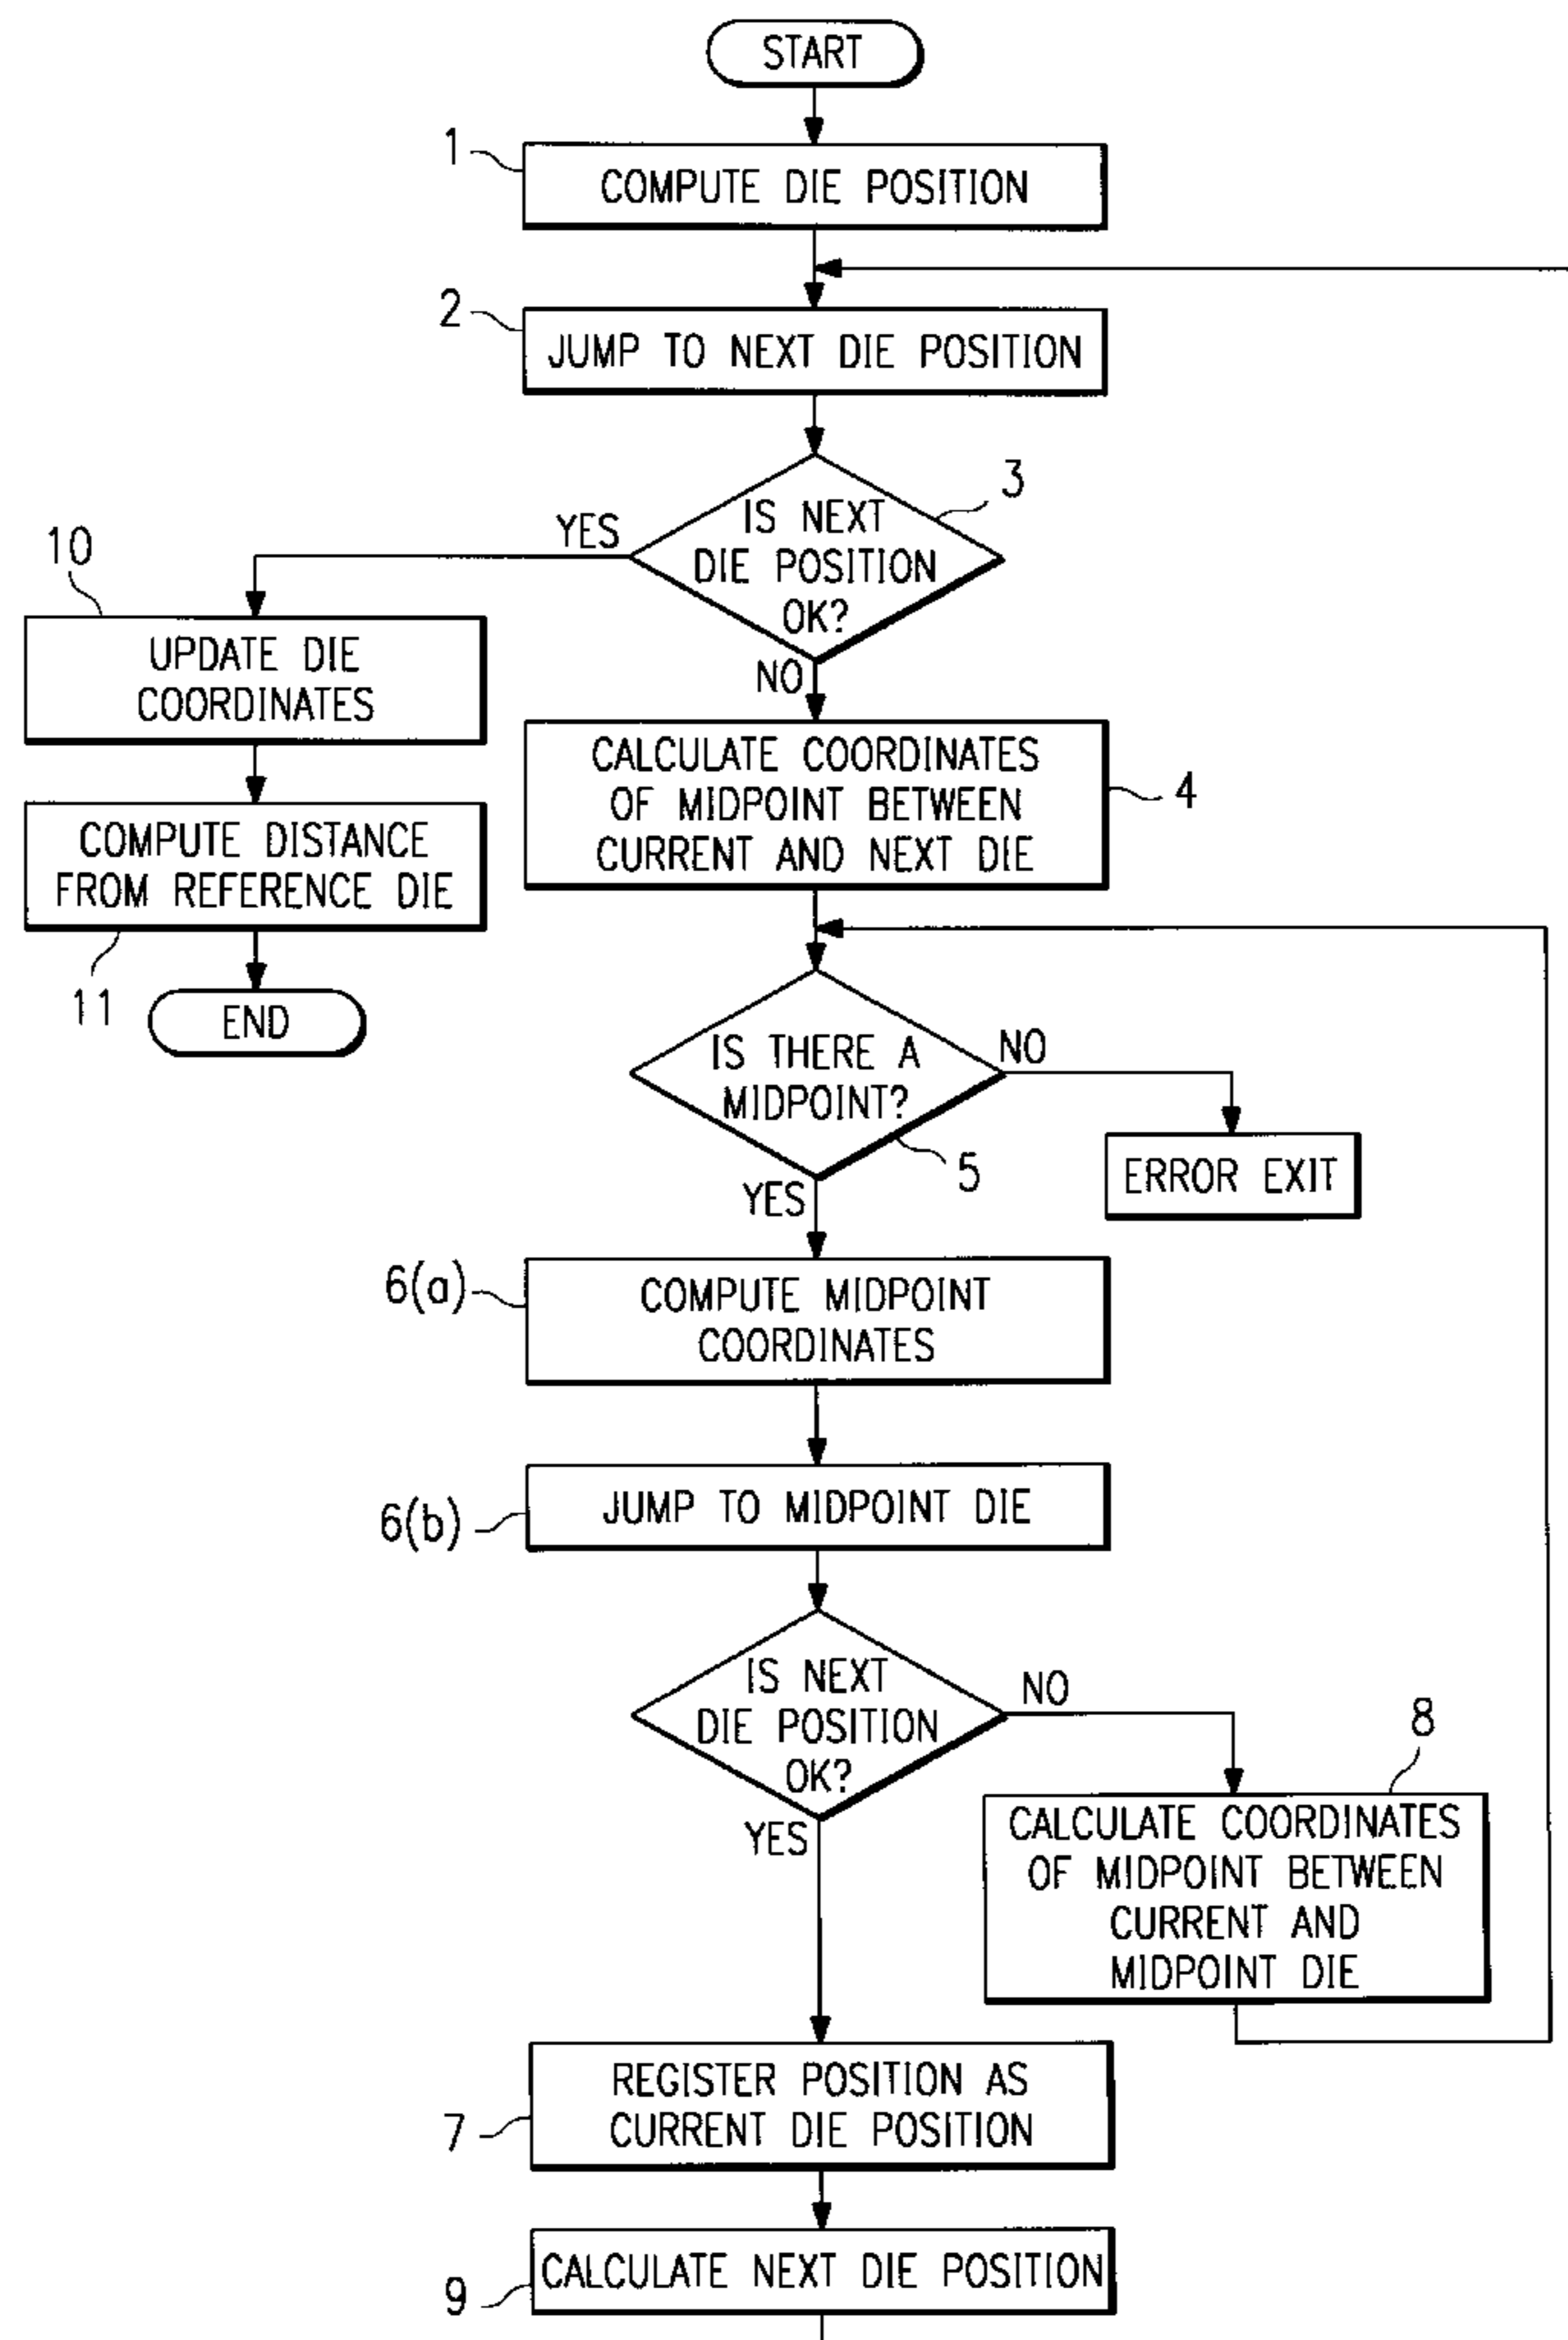 START
1
COMPUTE DIE POSITION
2
JUMP TO NEXT DIE POSITION
3
IS NEXT
DIE POSITION
OK?
YES
NO
10
UPDATE DIE
COORDINATES
COMPUTE DISTANCE
FROM REFERENCE DIE
11
END
CALCULATE COORDINATES
OF MIDPOINT BETWEEN
CURRENT AND NEXT DIE
4
IS THERE A
MIDPOINT?
NO
5
YES
ERROR EXIT
6(a)
COMPUTE MIDPOINT
COORDINATES
6(b)
JUMP TO MIDPOINT DIE
IS NEXT
DIE POSITION
OK?
NO
YES
8
CALCULATE COORDINATES
OF MIDPOINT BETWEEN
CURRENT AND
MIDPOINT DIE
REGISTER POSITION AS
CURRENT DIE POSITION
7
CALCULATE NEXT DIE POSITION
9